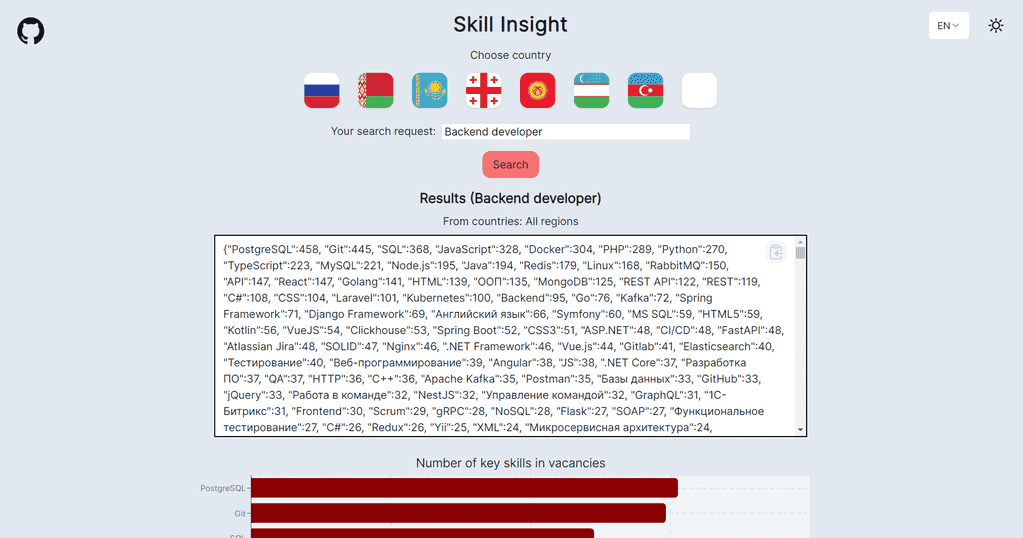 Skill Insight
EN
Choose country
Your search request: Backend developer
Search
Results (Backend developer)
From countries: All regions
{"PostgreSQL":458, "Git":445, "SQL":368, "JavaScript":328, "Docker":304, "PHP":289, "Python":270,
"TypeScript":223, "MySQL":221, "Node.js":195, "Java":194, "Redis":179, "Linux":168, "RabbitMQ":150,
"API":147, "React":147, "Golang":141, "HTML":139, "ООП":135, "MongoDB":125, "REST API":122, "REST":119,
"C#":108, "CSS":104, "Laravel":101, "Kubernetes":100, "Backend":95, "Go":76, "Kafka":72, "Spring
Framework":71, "Django Framework":69, "Английский язык":66, "Symfony":60, "MS SQL":59, "HTML5":59,
"Kotlin":56, "VueJS":54, "Clickhouse":53, "Spring Boot":52, "CSS3":51, "ASP.NET":48, "CI/CD":48, "FastAPI":48,
"Atlassian Jira":48, "SOLID":47, "Nginx":46, ".NET Framework":46, "Vue.js":44, "Gitlab":41, "Elasticsearch":40,
"Тестирование":40, "Веб-программирование":39, "Angular":38, "JS":38, ".NET Core":37, "Разработка
ПО":37, "QA":37, "HTTP":36, "C++":36, "Apache Kafka":35, "Postman":35, "Базы данных":33, "GitHub":33,
"jQuery":33, "Работа в команде":32, "NestJS":32, "Управление командой":32, "GraphQL":31, "1С-
Битрикс":31, "Frontend":30, "Scrum":29, "gRPC":28, "NoSQL":28, "Flask":27, "SOAP":27, "Функциональное
тестирование":27, "С#":26, "Redux":26, "Yii":25, "XML":24, "Микросервисная архитектура":24,
Number of key skills in vacancies
PostgreSQL
Git
SQL